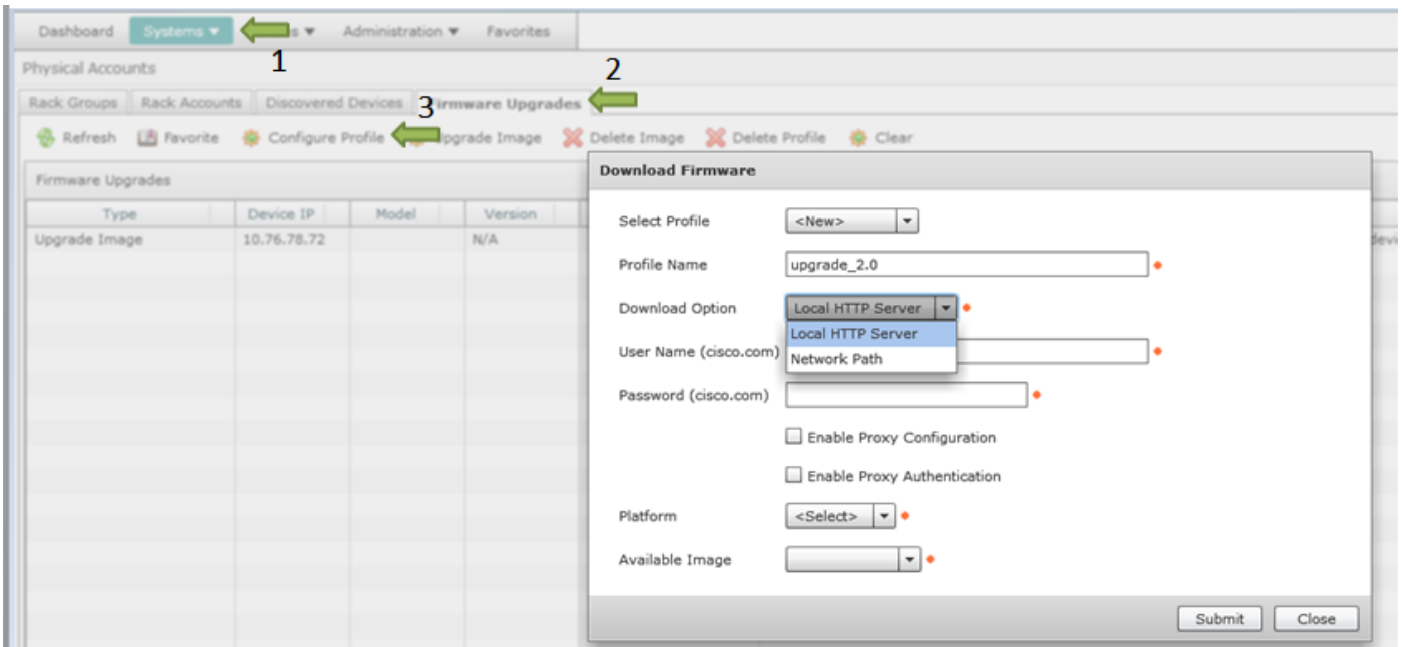 Dashboard Systems s Administration Favorites
1
Physical Accounts
2
Rack Groups Rack Accounts Discovered Devices Firmware Upgrades
3
Refresh Favorite Configure Profile Upgrade Image Delete Image Delete Profile Clear
Firmware Upgrades
Type Device IP Model Version
Upgrade Image 10.76.78.72 N/A
devi
Download Firmware
Select Profile <New>
Profile Name upgrade_2.0
Download Option Local HTTP Server
Local HTTP Server
Network Path
User Name (cisco.com)
Password (cisco.com)
Enable Proxy Configuration
Enable Proxy Authentication
Platform <Select>
Available Image
Submit Close